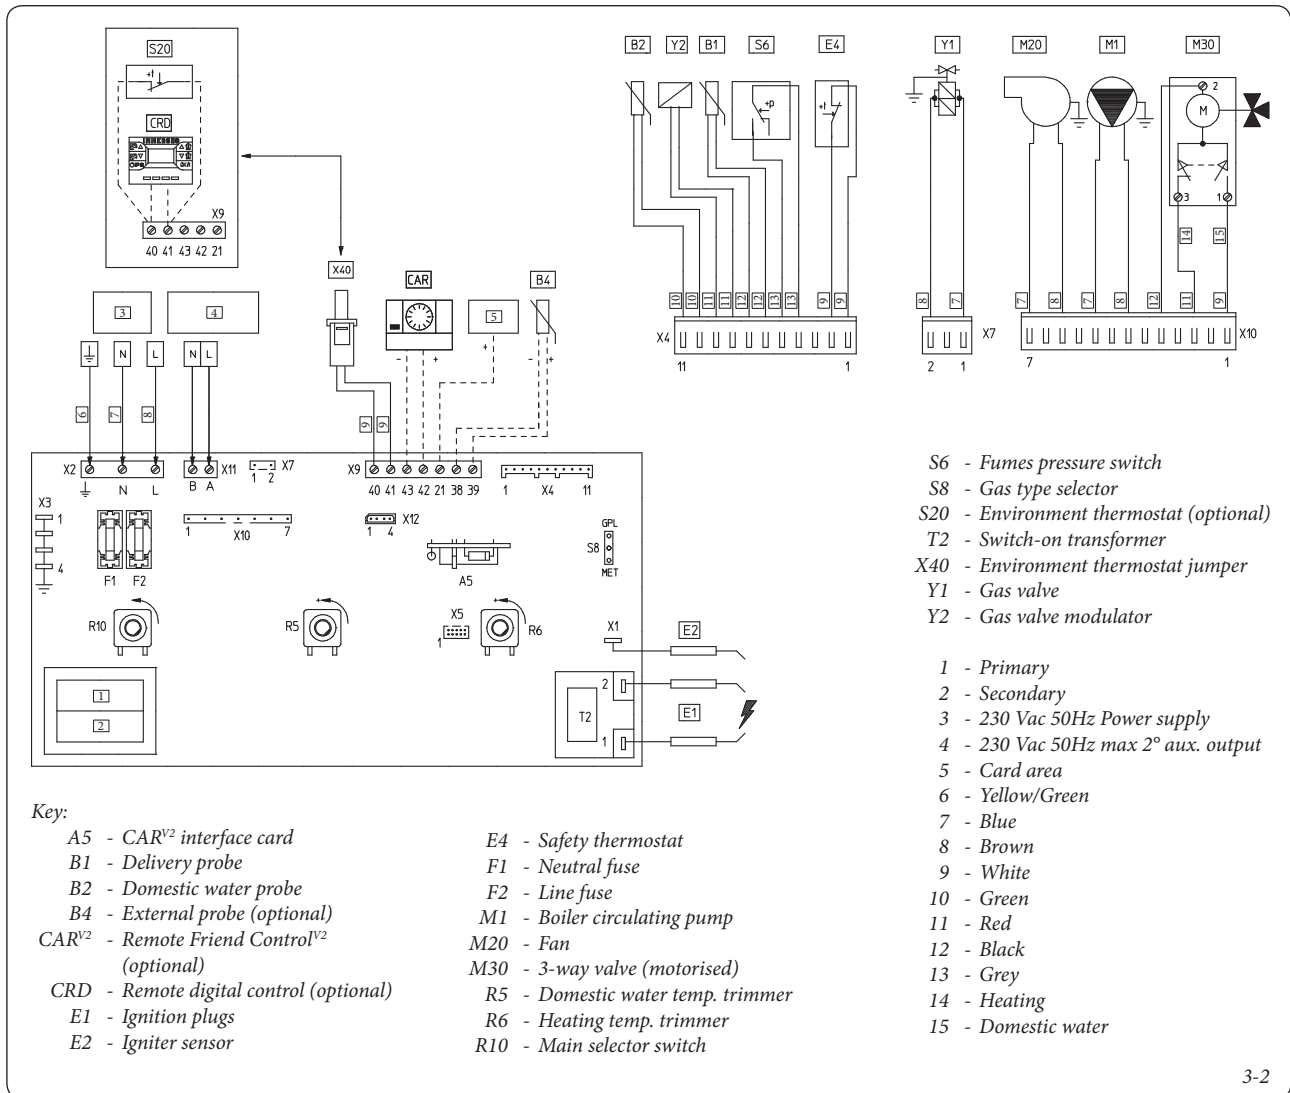 S20
+t
CRD
IMMERGAS
OK/A
X9
40 41 43 42 21
B2 Y2 B1 S6 E4 Y1 M20 M1 M30
+p
+t
2
M
3 1
14 15
10 10 11 11 12 12 13 13 9 9
8 7
7 8 7 8 12 11 9
X4
11 1
X7
2 1
X10
7 1
X40 CAR B4
3 4 5
- + + - +
N L N L
6 7 8 9 9
X2 X11 X7 X9
N L B A 1 2
40 41 43 42 21 38 39
1 X4 11
X3
1
4
1 X10 7
X12
1 4
GPL
S8
MET
F1 F2
A5
R10 R5 + X5 + R6
1
X1
E2
1
2
T2
2
1
E1
S6 - Fumes pressure switch
S8 - Gas type selector
S20 - Environment thermostat (optional)
T2 - Switch-on transformer
X40 - Environment thermostat jumper
Y1 - Gas valve
Y2 - Gas valve modulator
1 - Primary
2 - Secondary
3 - 230 Vac 50Hz Power supply
4 - 230 Vac 50Hz max 2° aux. output
5 - Card area
6 - Yellow/Green
7 - Blue
8 - Brown
9 - White
10 - Green
11 - Red
12 - Black
13 - Grey
14 - Heating
15 - Domestic water
Key:
A5 - CARV2 interface card
B1 - Delivery probe
B2 - Domestic water probe
B4 - External probe (optional)
CARV2 - Remote Friend ControlV2
(optional)
CRD - Remote digital control (optional)
E1 - Ignition plugs
E2 - Igniter sensor
E4 - Safety thermostat
F1 - Neutral fuse
F2 - Line fuse
M1 - Boiler circulating pump
M20 - Fan
M30 - 3-way valve (motorised)
R5 - Domestic water temp. trimmer
R6 - Heating temp. trimmer
R10 - Main selector switch
3-2